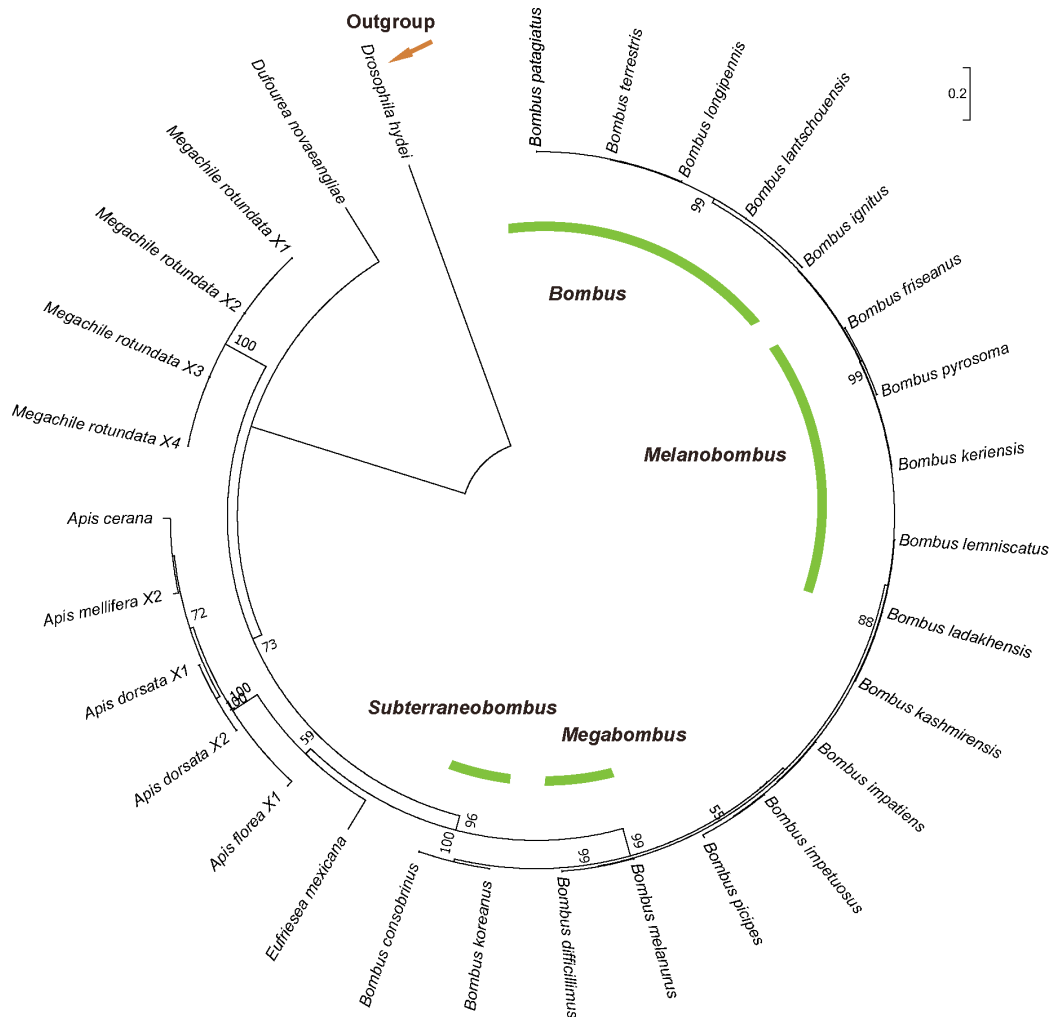 Outgroup
Drosophila hydei
Dufourea novaeangliae
Megachile rotundata X1
Megachile rotundata X2
Megachile rotundata X3
Megachile rotundata X4
Apis cerana
Apis mellifera X2
Apis dorsata X1
Apis dorsata X2
Apis florea X1
Eufriesea mexicana
Bombus consobrinus
Bombus koreanus
Bombus difficillimus
Bombus melanurus
Bombus picipes
Bombus impetuosus
Bombus impatiens
Bombus kashmirensis
Bombus ladakhensis
Bombus lemniscatus
Bombus keriensis
Bombus pyrosoma
Bombus friseanus
Bombus ignitus
Bombus lantschouensis
Bombus longipennis
Bombus terrestris
Bombus patagiatus
0.2
Bombus
Melanobombus
Subterraneobombus
Megabombus
99
99
88
55
99
99
96
100
59
100
100
72
73
100